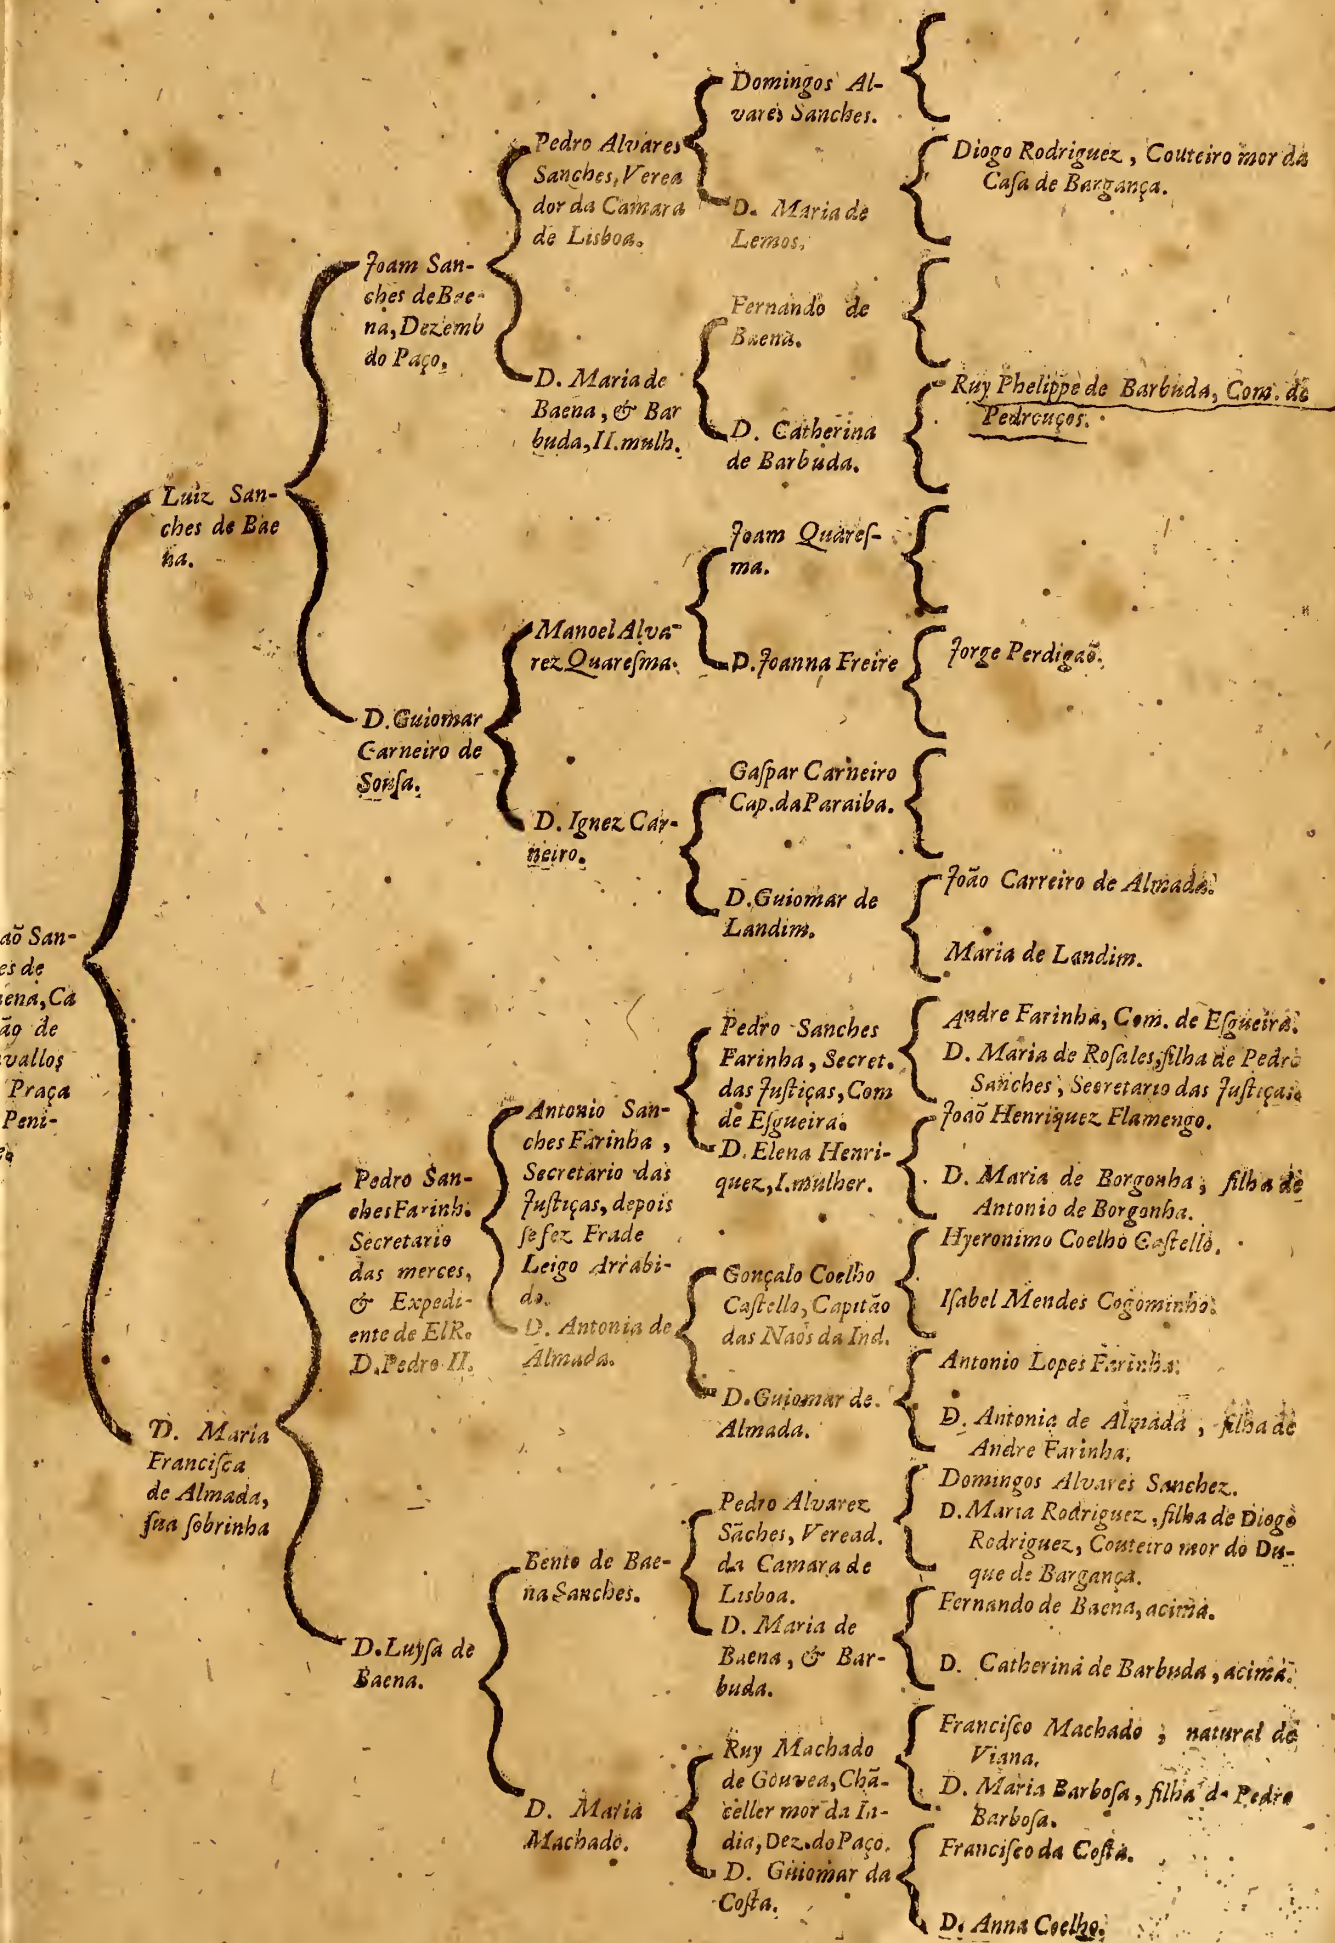 Domingos Al-
vares Sanches.
Pedro Alvares
Sanches, Verea
dor da Camara
de Lisboa.
Diogo Rodriguez, Couteiro mor da
Caſa de Bargança.
D. Maria de
Lemos.
Joam San-
ches de Bae-
na, Dezemb
do Paço,
Fernando de
Baena.
D. Maria de
Baena, & Bar
buda, II. mulh.
Ruy Phelippe de Barbuda, Com. de
Pedrouços.
D. Catherina
de Barbuda.
Luiz San-
ches de Bae
na.
Joam Quareſ-
ma.
Manoel Alva-
rez Quareſma.
D. Joanna Freire
Jorge Perdigaõ.
D. Guiomar
Carneiro de
Souſa.
Gaſpar Carneiro
Cap. da Paraiba.
D. Ignez Car-
neiro.
D. Guiomar de
Landim.
João Carreiro de Almada.
Maria de Landim.
aõ San-
es de
ena, Ca
ão de
vallos
Praça
Peni-
Pedro Sanches
Farinha, Secret.
das Juſtiças, Com
de Eſgueira.
Andre Farinha, Com. de Eſgueira.
D. Maria de Roſales, filha de Pedro
Sanches, Secretario das Juſtiças.
Antonio San-
ches Farinha,
Secretario das
Juſtiças, depois
ſe fez Frade
Leigo Arrabi-
do.
D. Elena Henri-
quez, I. mulher.
João Henriquez Flamengo.
D. Maria de Borgonha, filha de
Antonio de Borgonha.
Pedro San-
ches Farinh.
Secretario
das merces,
& Expedi-
ente de ElR.
D. Pedro II.
Gonçalo Coelho
Caſtello, Capitão
das Naos da Ind.
Hyeronimo Coelho Caſtello.
Iſabel Mendes Cogominho.
D. Antonia de
Almada.
D. Guiomar de
Almada.
Antonio Lopes Farinha.
D. Antonia de Almada, filha de
Andre Farinha.
D. Maria
Franciſca
de Almada,
ſua ſobrinha
Pedro Alvarez
Sãches, Veread.
da Camara de
Lisboa.
Domingos Alvares Sanchez.
D. Maria Rodriguez, filha de Diogo
Rodriguez, Couteiro mor do Du-
que de Bargança.
Bento de Bae-
na Sanches.
D. Maria de
Baena, & Bar-
buda.
Fernando de Baena, acima.
D. Catherina de Barbuda, acima.
D. Luyſa de
Baena.
Ruy Machado
de Gouvea, Chã-
celler mor da In-
dia, Dez. do Paço.
Franciſco Machado, natural de
Viana.
D. Maria Barboſa, filha de Pedro
Barboſa.
D. Maria
Machado.
D. Guiomar da
Coſta.
Franciſco da Coſta.
D. Anna Coelho.